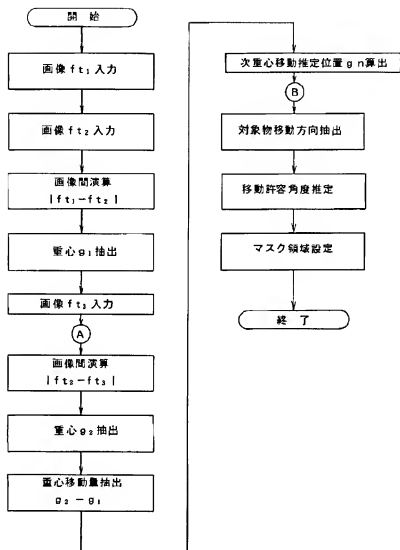 開始
画像ft₁入力
画像ft₂入力
画像間演算
|ft₁−ft₂|
重心g₁抽出
画像ft₃入力
A
画像間演算
|ft₂−ft₃|
重心g₂抽出
重心移動量抽出
g₂−g₁
次重心移動推定位置gn算出
B
対象物移動方向抽出
移動許容角度推定
マスク領域設定
終了